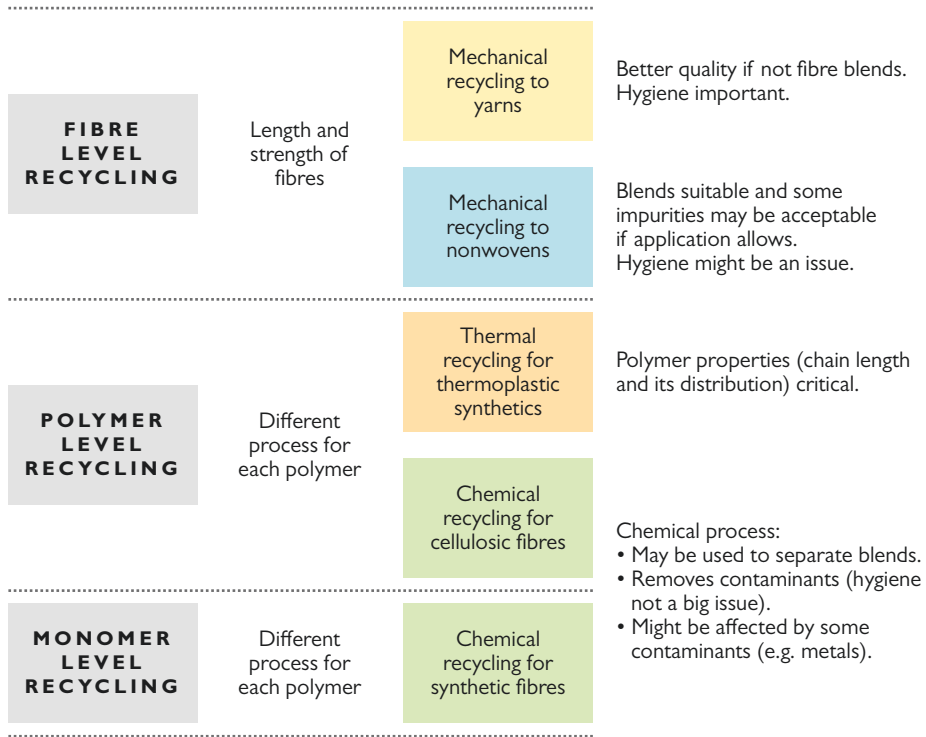 FIBRE
LEVEL
RECYCLING
Length and
strength of
fibres
Mechanical
recycling to
yarns
Better quality if not fibre blends.
Hygiene important.
Mechanical
recycling to
nonwovens
Blends suitable and some
impurities may be acceptable
if application allows.
Hygiene might be an issue.
POLYMER
LEVEL
RECYCLING
Different
process for
each polymer
Thermal
recycling for
thermoplastic
synthetics
Polymer properties (chain length
and its distribution) critical.
Chemical
recycling for
cellulosic fibres
Chemical process:
• May be used to separate blends.
• Removes contaminants (hygiene
not a big issue).
• Might be affected by some
contaminants (e.g. metals).
MONOMER
LEVEL
RECYCLING
Different
process for
each polymer
Chemical
recycling for
synthetic fibres